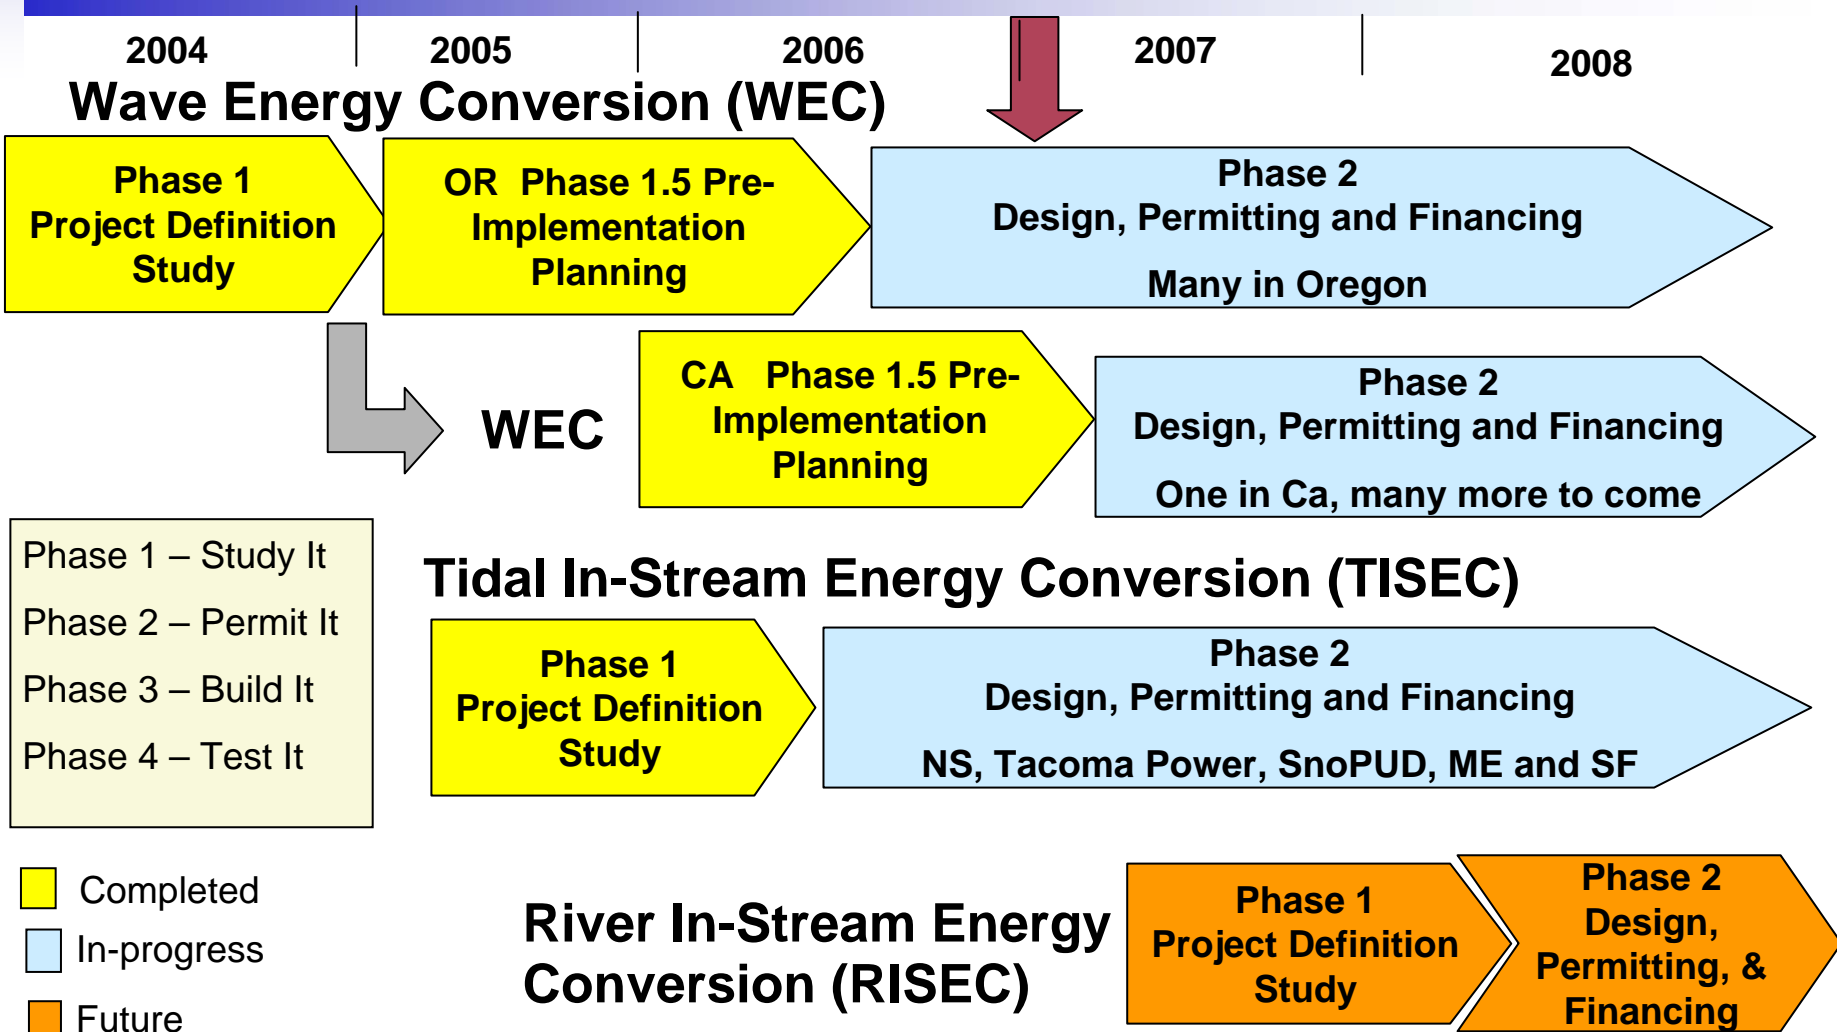 2004
2005
2006
2007
2008
Wave Energy Conversion (WEC)
Phase 1
Project Definition
Study
OR  Phase 1.5 Pre-
Implementation
Planning
Phase 2
Design, Permitting and Financing
Many in Oregon
WEC
CA   Phase 1.5 Pre-
Implementation
Planning
Phase 2
Design, Permitting and Financing
One in Ca, many more to come
Phase 1 – Study It
Phase 2 – Permit It
Phase 3 – Build It
Phase 4 – Test It
Tidal In-Stream Energy Conversion (TISEC)
Phase 1
Project Definition
Study
Phase 2
Design, Permitting and Financing
NS, Tacoma Power, SnoPUD, ME and SF
Completed
In-progress
Future
River In-Stream Energy
Conversion (RISEC)
Phase 1
Project Definition
Study
Phase 2
Design,
Permitting, &
Financing